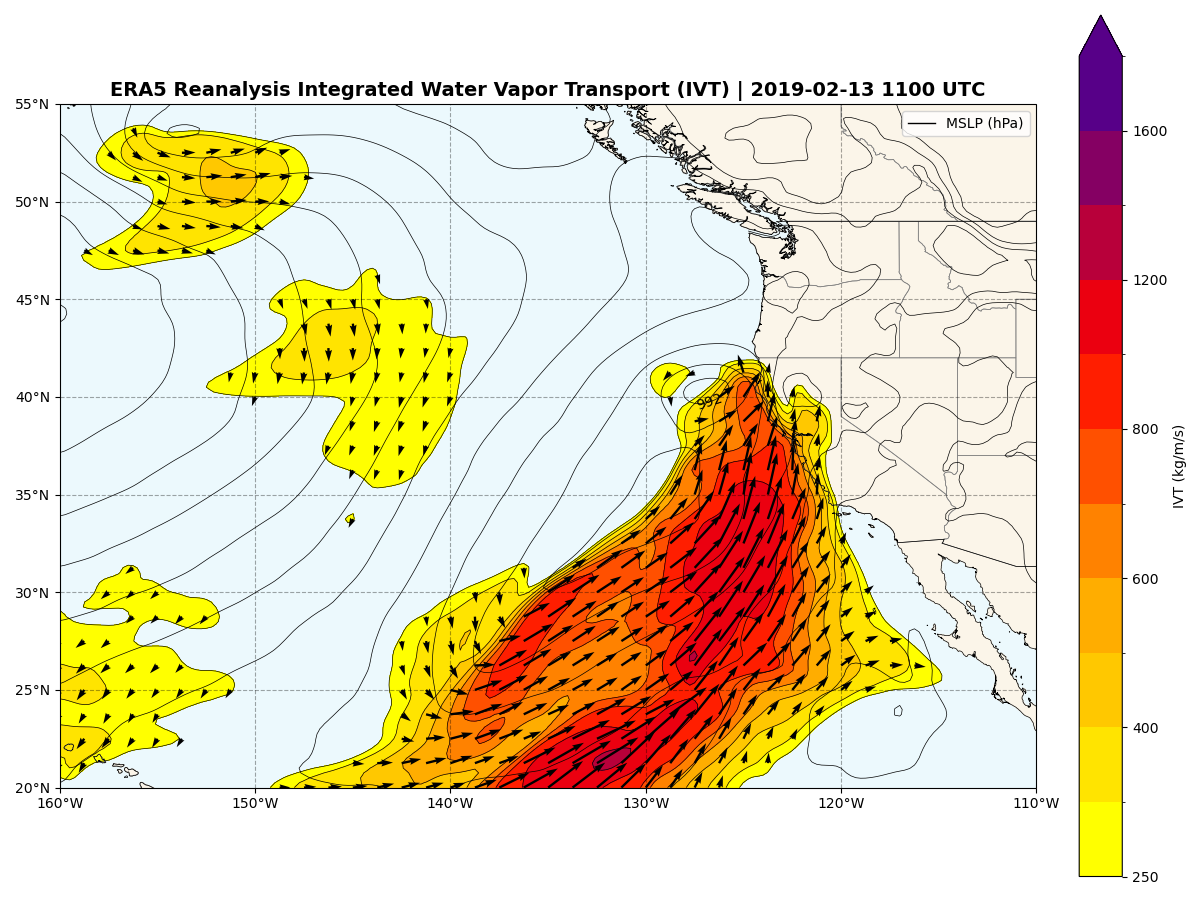 ERA5 Reanalysis Integrated Water Vapor Transport (IVT) | 2019-02-13 1100 UTC
MSLP (hPa)
55°N
50°N
45°N
40°N
35°N
30°N
25°N
20°N
160°W
150°W
140°W
130°W
120°W
110°W
992
1600
1200
800
600
400
250
IVT (kg/m/s)